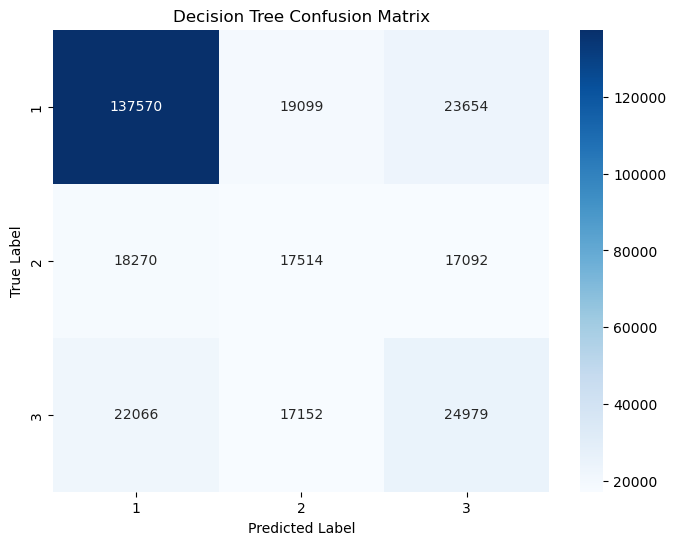 Decision Tree Confusion Matrix
True Label
1
137570 19099 23654
2
18270 17514 17092
3
22066 17152 24979
1 2 3
Predicted Label
120000
100000
80000
60000
40000
20000